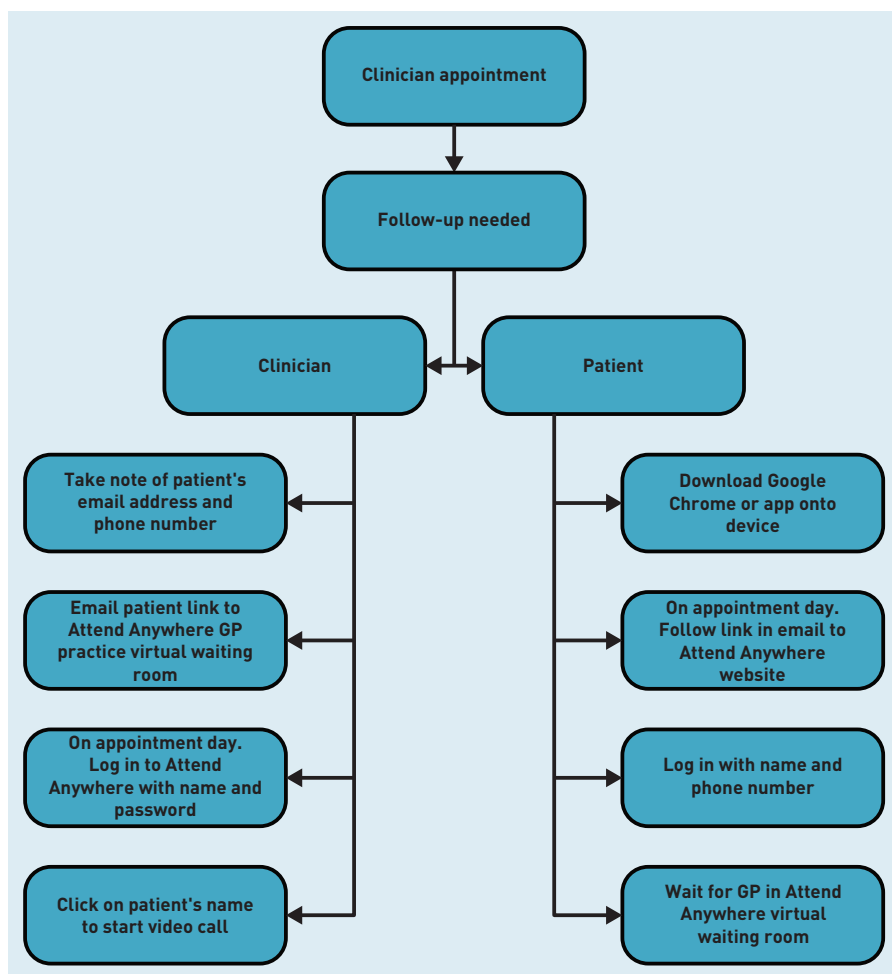 Clinician appointment
Follow-up needed
Clinician
Patient
Take note of patient's
email address and
phone number
Email patient link to
Attend Anywhere GP
practice virtual waiting
room
On appointment day.
Log in to Attend
Anywhere with name and
password
Click on patient's name
to start video call
Download Google
Chrome or app onto
device
On appointment day.
Follow link in email to
Attend Anywhere
website
Log in with name and
phone number
Wait for GP in Attend
Anywhere virtual
waiting room